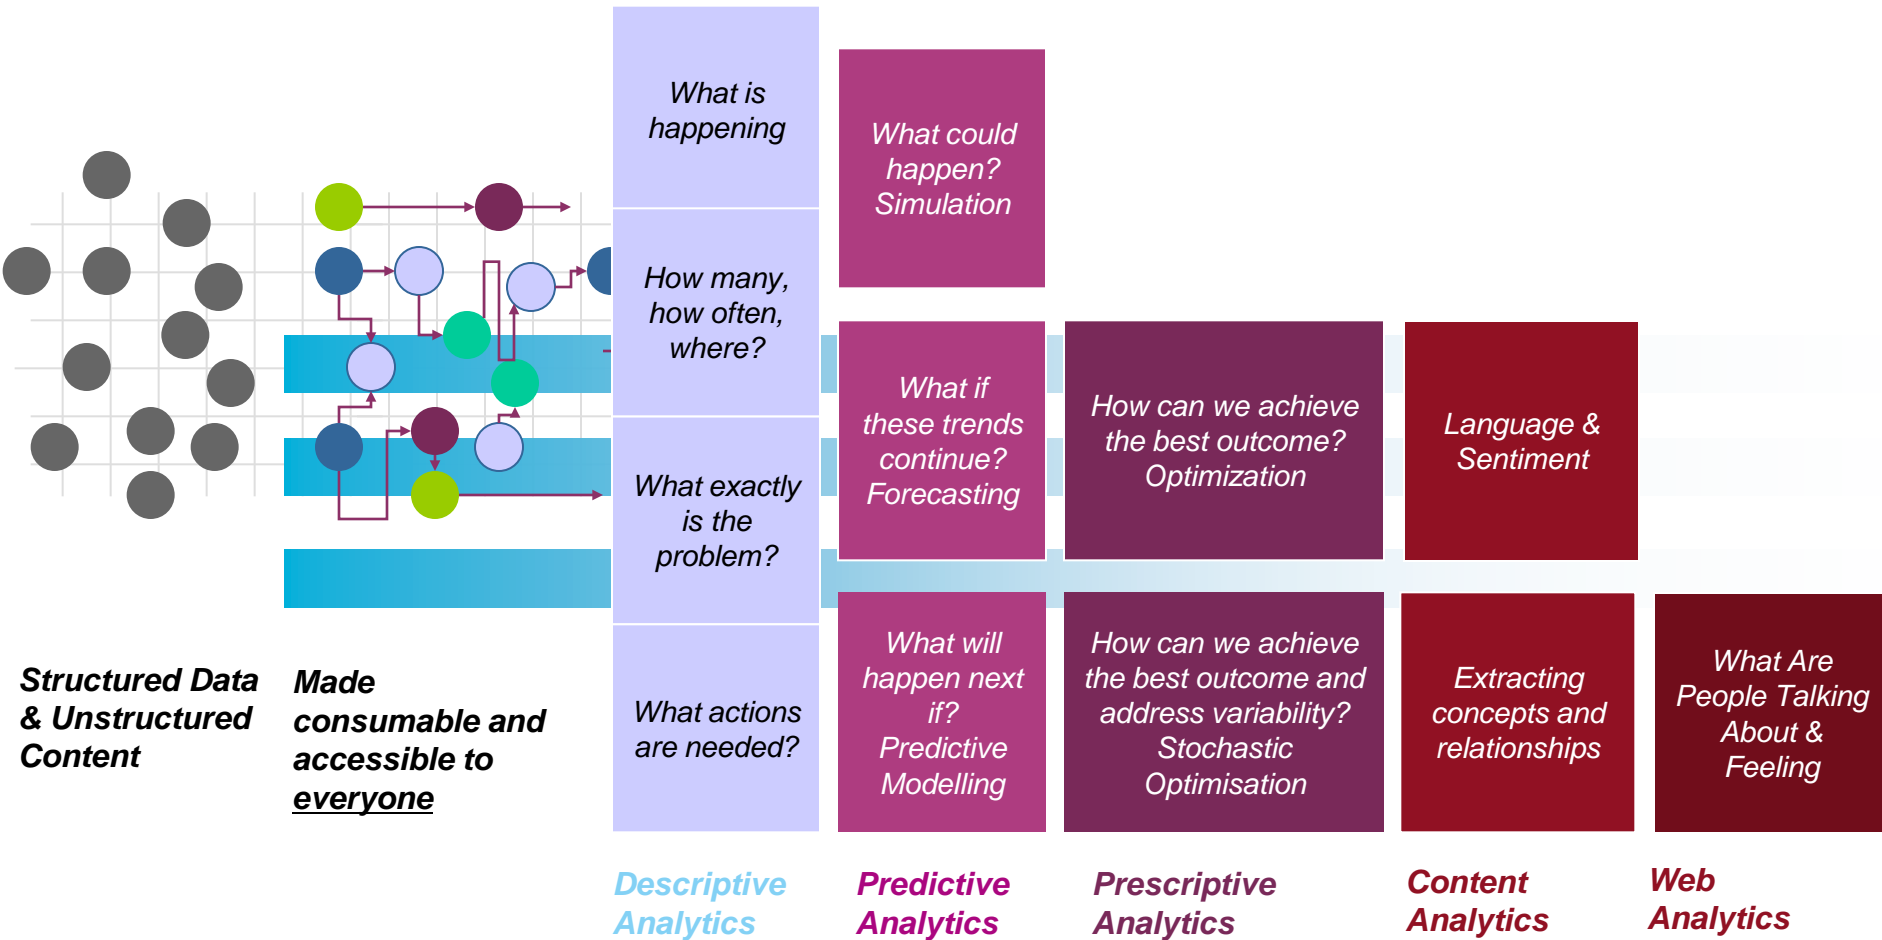 What is
happening
How many,
how often,
where?
What exactly
is the
problem?
What actions
are needed?
What could
happen?
Simulation
What if
these trends
continue?
Forecasting
What will
happen next
if?
Predictive
Modelling
How can we achieve
the best outcome?
Optimization
How can we achieve
the best outcome and
address variability?
Stochastic
Optimisation
Language &
Sentiment
Extracting
concepts and
relationships
What Are
People Talking
About &
Feeling
Structured Data
& Unstructured
Content
Made
consumable and
accessible to
everyone
Descriptive
Analytics
Predictive
Analytics
Prescriptive
Analytics
Content
Analytics
Web
Analytics